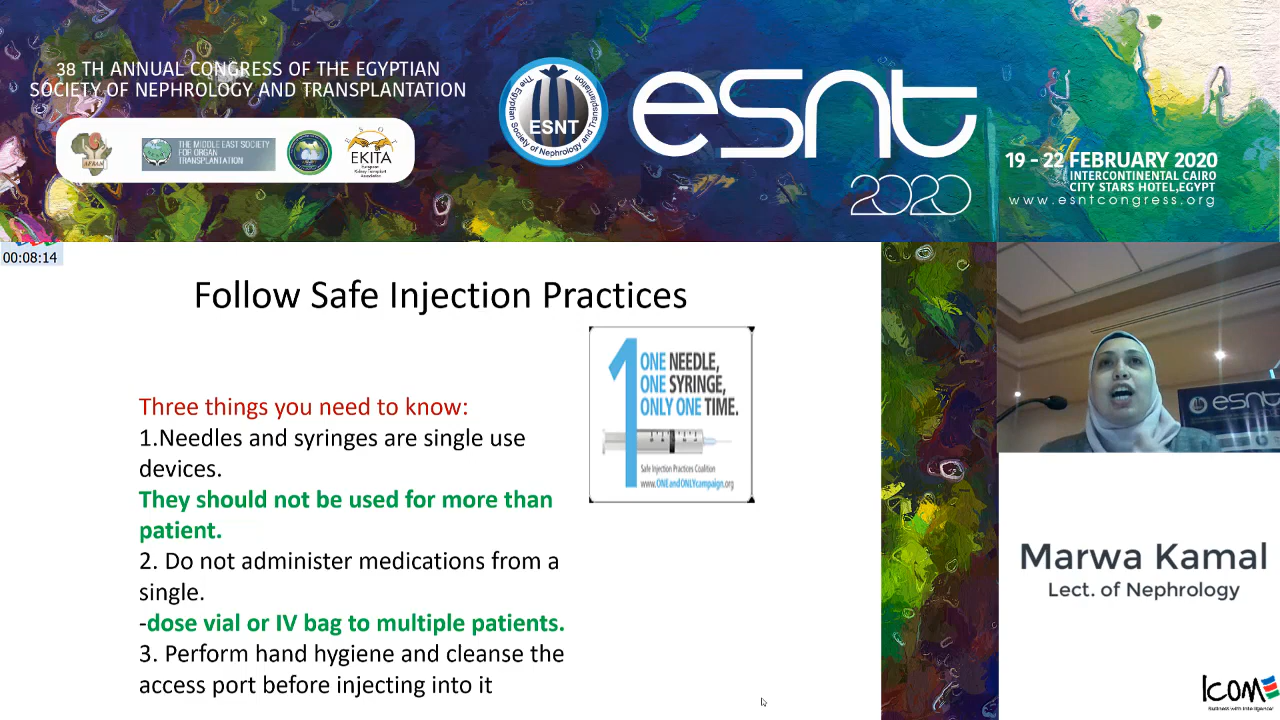 38 TH ANNUAL CONGRESS OF THE EGYPTIAN
SOCIETY OF NEPHROLOGY AND TRANSPLANTATION
AFRAN
THE MIDDLE EAST SOCIETY
FOR ORGAN
TRANSPLANTATION
EKITA
The Egyptian Society of Nephrology and Transplantation
ESNT
esnt
2020
19 - 22 FEBRUARY 2020
INTERCONTINENTAL CAIRO
CITY STARS HOTEL,EGYPT
www.esntcongress.org
00:08:14
Follow Safe Injection Practices
1 ONE NEEDLE,
ONE SYRINGE,
ONLY ONE TIME.
Safe Injection Practices Coalition
www.ONEandONLYcampaign.org
Three things you need to know:
1.Needles and syringes are single use
devices.
They should not be used for more than
patient.
2. Do not administer medications from a
single.
-dose vial or IV bag to multiple patients.
3. Perform hand hygiene and cleanse the
access port before injecting into it
esnt
Marwa Kamal
Lect. of Nephrology
ICOME